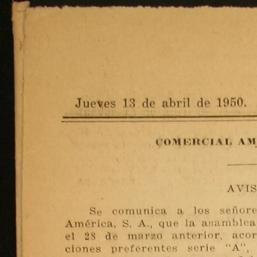 Jueves 13 de abril de 1950.
COMERCIAL AM
AVIS
Se comunica a los señore
América, S. A., que la asamblea
el 28 de marzo anterior, acor
ciones preferentes serie "A",